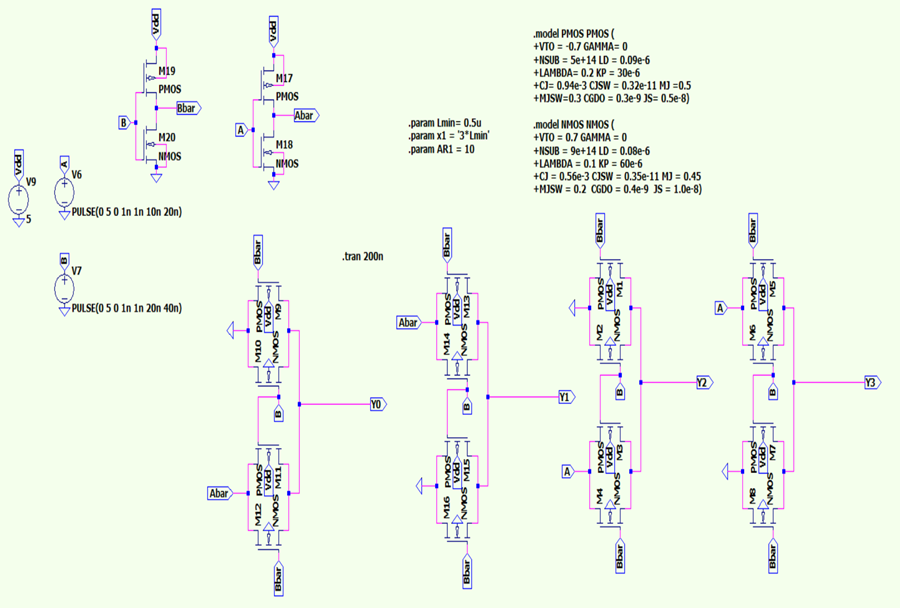 Vdd
M19
PMOS
Bbar
B
M20
NMOS
Vdd
M17
PMOS
Abar
A
M18
NMOS
.model PMOS PMOS (
+VTO = -0.7 GAMMA= 0
+NSUB = 5e+14 LD = 0.09e-6
+LAMBDA= 0.2 KP = 30e-6
+CJ= 0.94e-3 CJSW = 0.32e-11 MJ =0.5
+MJSW=0.3 CGDO = 0.3e-9 JS= 0.5e-8)
.param Lmin= 0.5u
.param x1 = '3*Lmin'
.param AR1 = 10
.model NMOS NMOS (
+VTO = 0.7 GAMMA = 0
+NSUB = 9e+14 LD = 0.08e-6
+LAMBDA = 0.1 KP = 60e-6
+CJ = 0.56e-3 CJSW = 0.35e-11 MJ = 0.45
+MJSW = 0.2 CGDO = 0.4e-9 JS = 1.0e-8)
Vdd
V9
5
A
V6
PULSE(0 5 0 1n 1n 10n 20n)
B
V7
PULSE(0 5 0 1n 1n 20n 40n)
.tran 200n
Bbar
PMOS
Vdd
M9
M10
NMOS
B
Y0
Abar
PMOS
Vdd
M11
M12
NMOS
Bbar
Bbar
Abar
PMOS
Vdd
M13
M14
NMOS
B
Y1
PMOS
Vdd
M15
M16
NMOS
Bbar
Bbar
PMOS
Vdd
M1
M2
NMOS
B
Y2
A
PMOS
Vdd
M3
M4
NMOS
Bbar
Bbar
A
PMOS
Vdd
M5
M6
NMOS
B
Y3
PMOS
Vdd
M7
M8
NMOS
Bbar